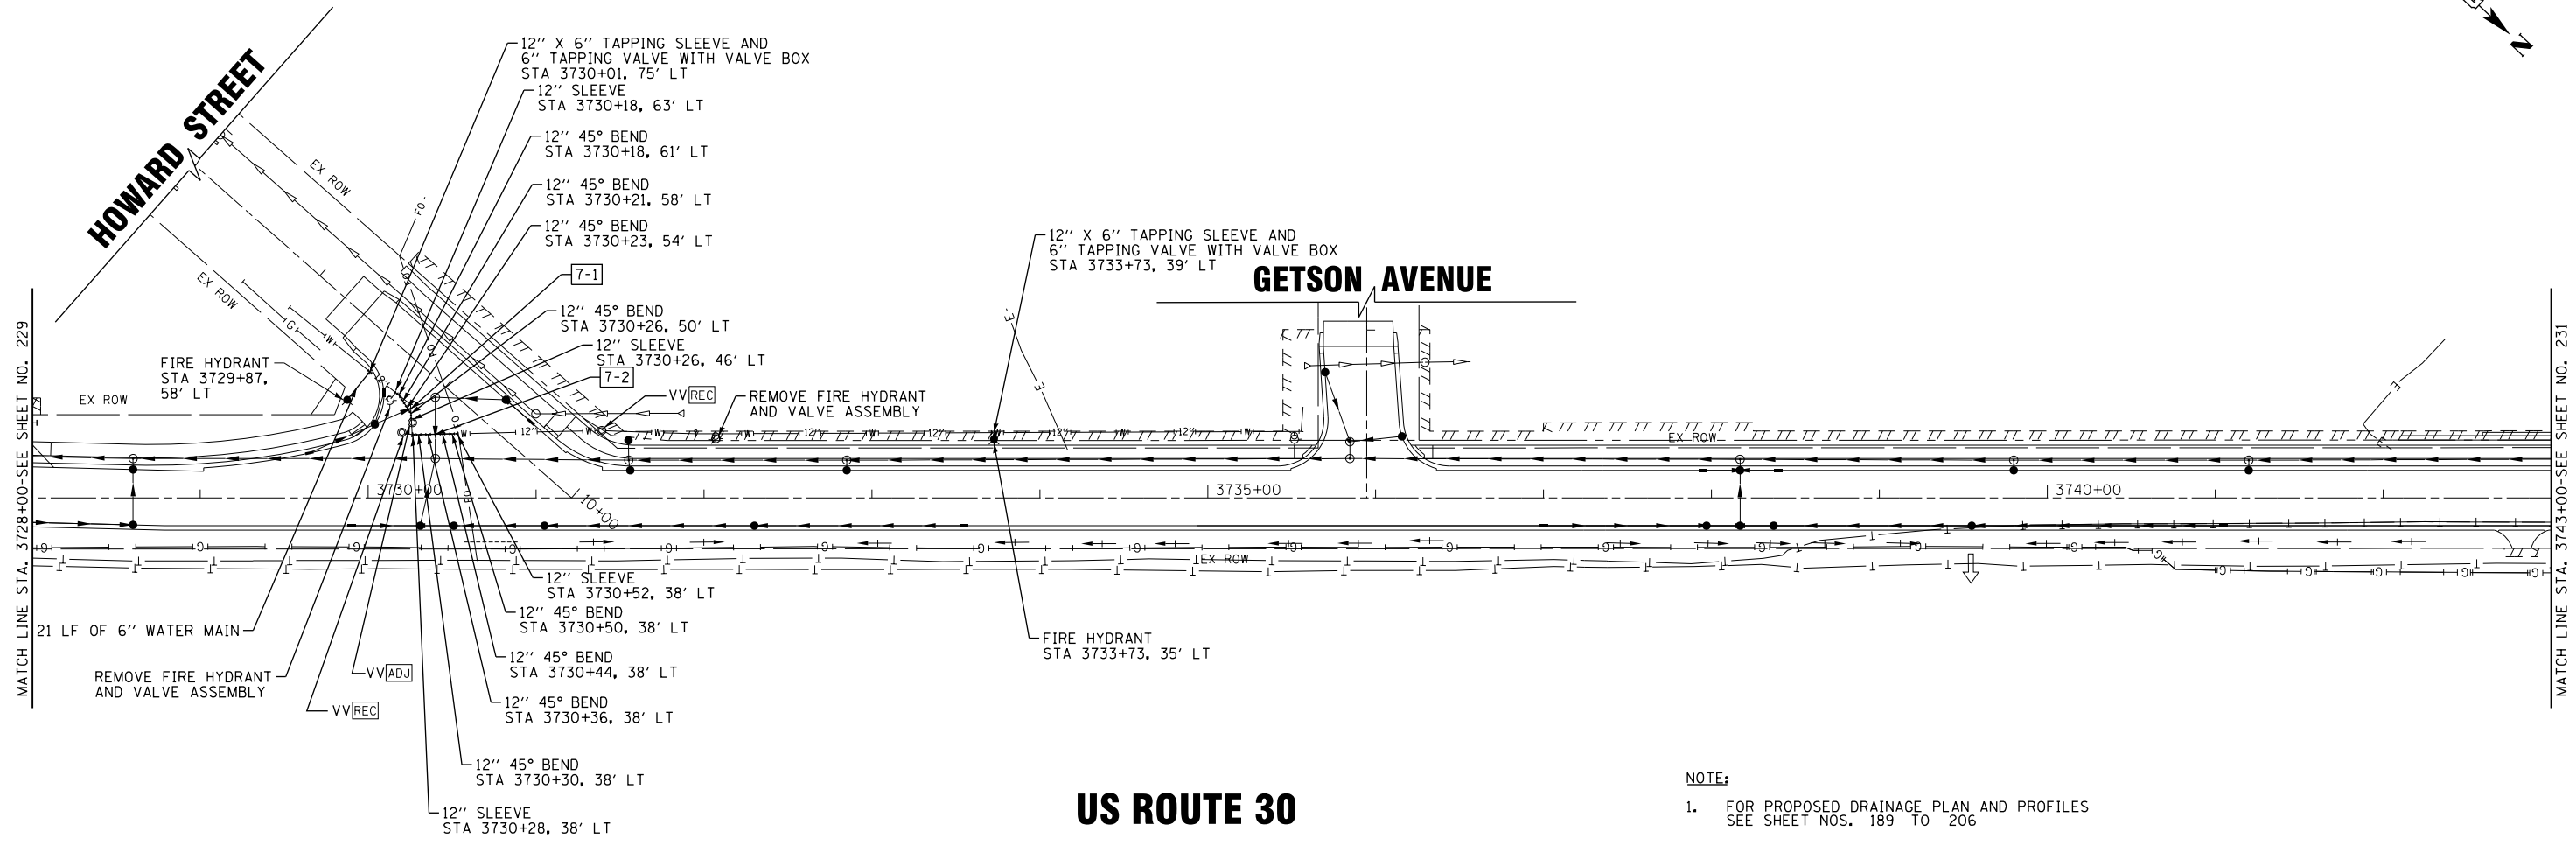 N
HOWARD STREET
12" X 6" TAPPING SLEEVE AND
6" TAPPING VALVE WITH VALVE BOX
STA 3730+01, 75' LT
12" SLEEVE
STA 3730+18, 63' LT
12" 45° BEND
STA 3730+18, 61' LT
12" 45° BEND
STA 3730+21, 58' LT
12" 45° BEND
STA 3730+23, 54' LT
7-1
12" 45° BEND
STA 3730+26, 50' LT
12" SLEEVE
STA 3730+26, 46' LT
7-2
VV REC
REMOVE FIRE HYDRANT
AND VALVE ASSEMBLY
12" X 6" TAPPING SLEEVE AND
6" TAPPING VALVE WITH VALVE BOX
STA 3733+73, 39' LT
GETSON AVENUE
EX ROW
EX ROW
FO
FIRE HYDRANT
STA 3729+87,
58' LT
EX ROW
EX ROW
3730+00
10+00
3735+00
3740+00
EX ROW
MATCH LINE STA. 3728+00-SEE SHEET NO. 229
MATCH LINE STA. 3743+00-SEE SHEET NO. 231
21 LF OF 6" WATER MAIN
REMOVE FIRE HYDRANT
AND VALVE ASSEMBLY
VV ADJ
VV REC
12" SLEEVE
STA 3730+52, 38' LT
12" 45° BEND
STA 3730+50, 38' LT
12" 45° BEND
STA 3730+44, 38' LT
12" 45° BEND
STA 3730+36, 38' LT
12" 45° BEND
STA 3730+30, 38' LT
12" SLEEVE
STA 3730+28, 38' LT
FIRE HYDRANT
STA 3733+73, 35' LT
US ROUTE 30
NOTE:
1. FOR PROPOSED DRAINAGE PLAN AND PROFILES
SEE SHEET NOS. 189 TO 206